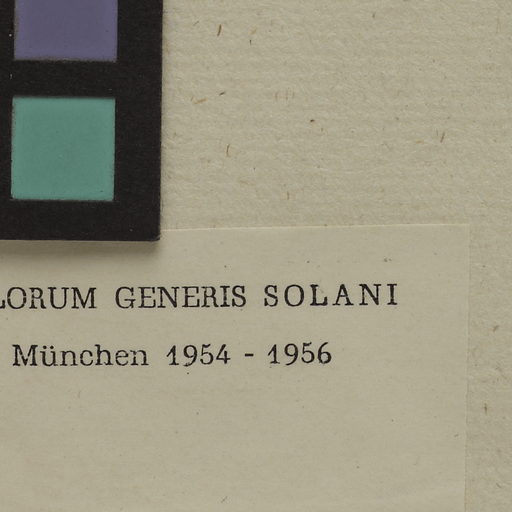 LORUM GENERIS SOLANI
München 1954 - 1956